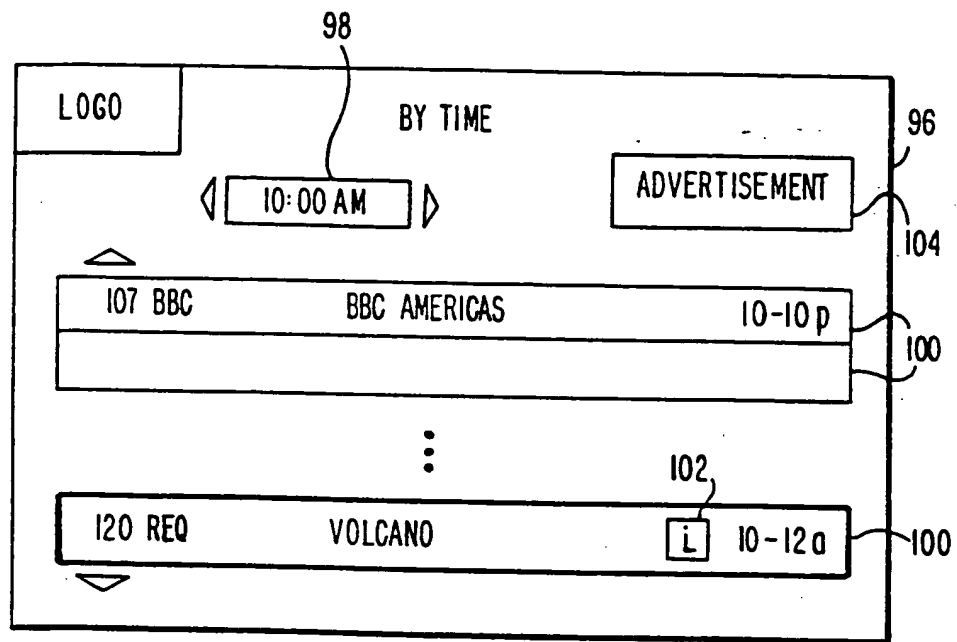 98
LOGO
BY TIME
96
10:00 AM
ADVERTISEMENT
104
107 BBC BBC AMERICAS 10-10p
100
102
120 REQ VOLCANO i 10-12a
100